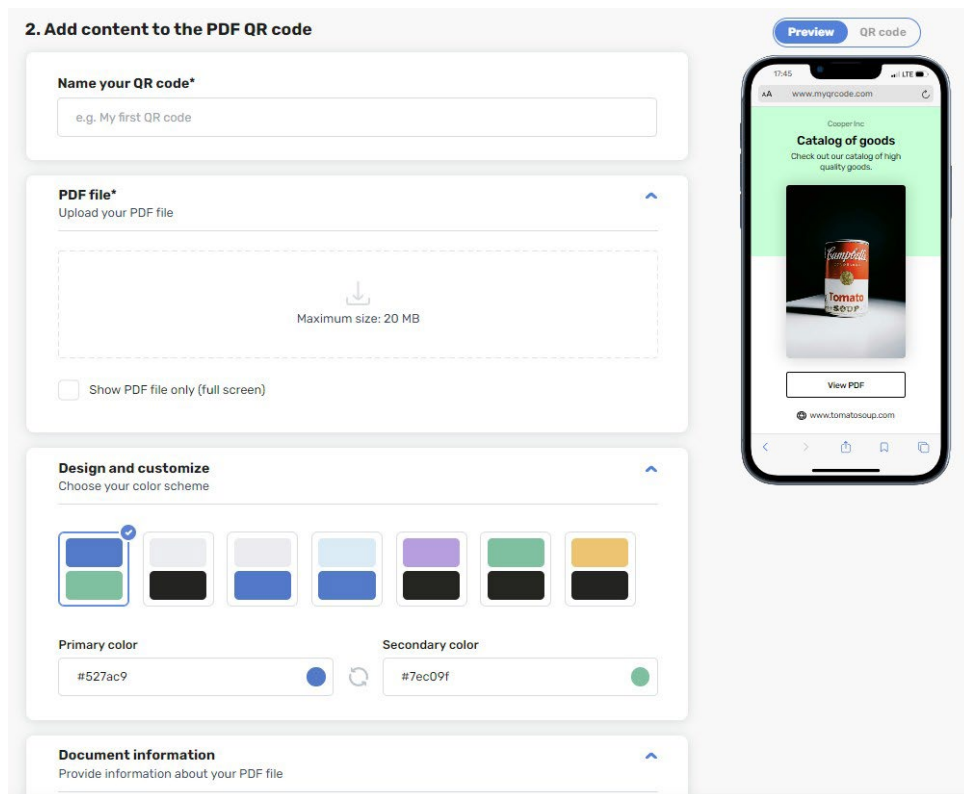 2. Add content to the PDF QR code
Name your QR code*
e.g. My first QR code
PDF file*
Upload your PDF file
Maximum size: 20 MB
Show PDF file only (full screen)
Design and customize
Choose your color scheme
Primary color
Secondary color
#527ac9
#7ec09f
Document information
Provide information about your PDF file
Preview
QR code
17:45
LTE
AA
www.myqrcode.com
Cooper Inc
Catalog of goods
Check out our catalog of high
quality goods.
Campbell's
Tomato
SOUP
View PDF
www.tomatosoup.com